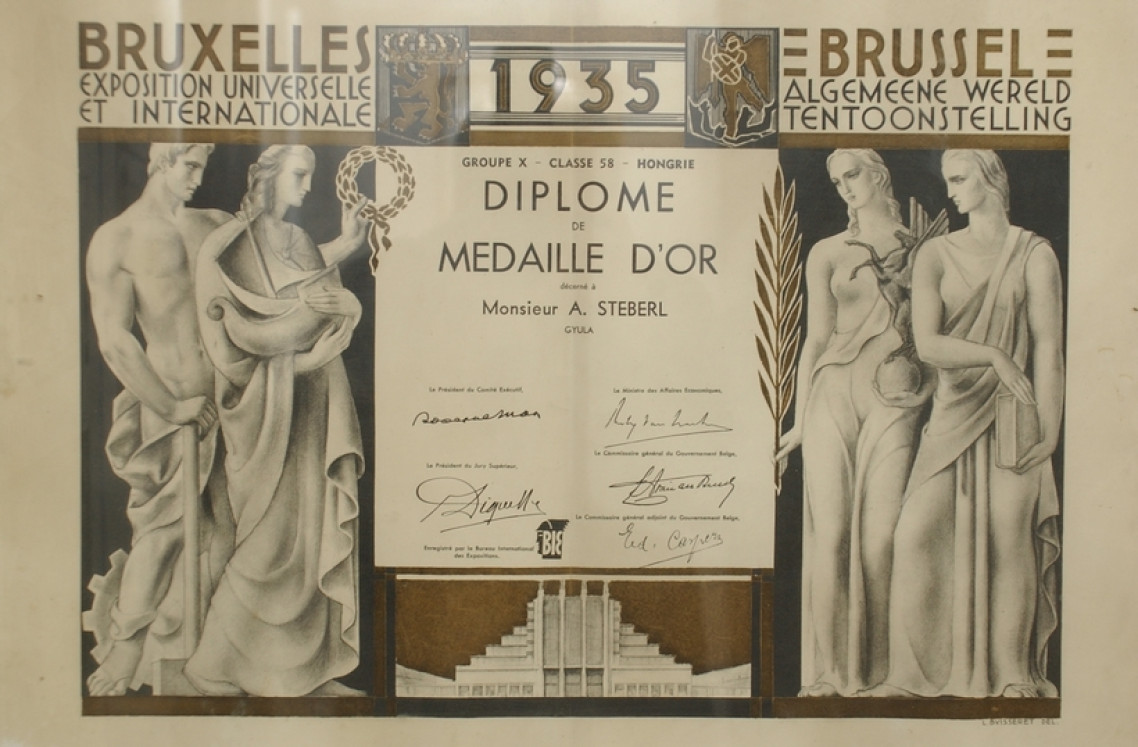 BRUXELLES
EXPOSITION UNIVERSELLE
ET INTERNATIONALE
1935
BRUSSEL
ALGEMEENE WERELD
TENTOONSTELLING
GROUPE X - CLASSE 58 - HONGRIE
DIPLOME
DE
MEDAILLE D'OR
décerné à
Monsieur A. STEBERL
GYULA
Le Président du Comité Exécutif,
Le Ministre des Affaires Economiques,
Le Commissaire général du Gouvernement Belge,
Le Président du Jury Supérieur,
Le Commissaire général adjoint du Gouvernement Belge,
Ed. Caspers
Enregistré par le Bureau International
des Expositions.
BIE
L. BUISSERET DEL.